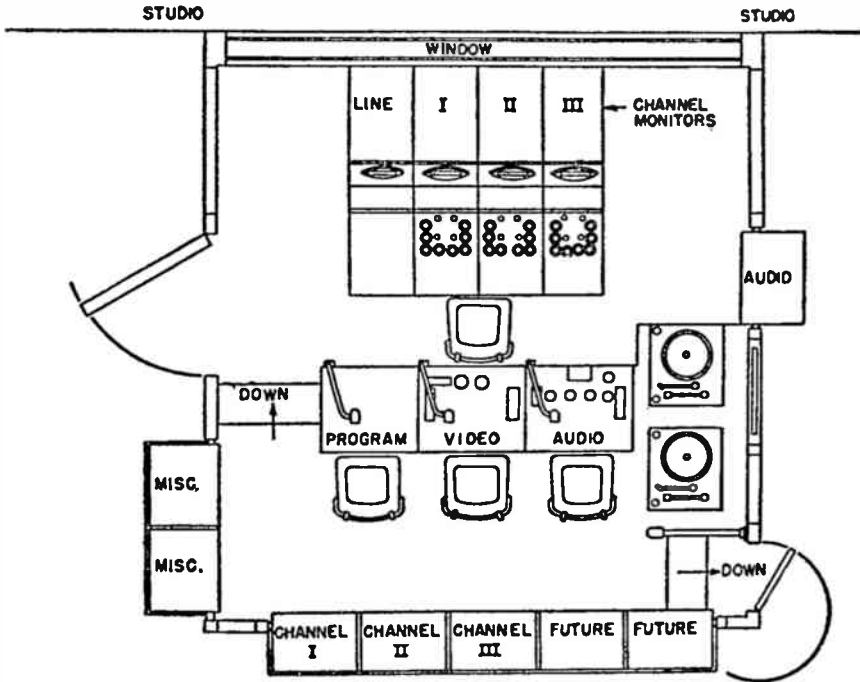 STUDIO
STUDIO
WINDOW
LINE
I
II
III
CHANNEL
MONITORS
AUDIO
DOWN
PROGRAM
VIDEO
AUDIO
MISC.
MISC.
DOWN
CHANNEL
I
CHANNEL
II
CHANNEL
III
FUTURE
FUTURE